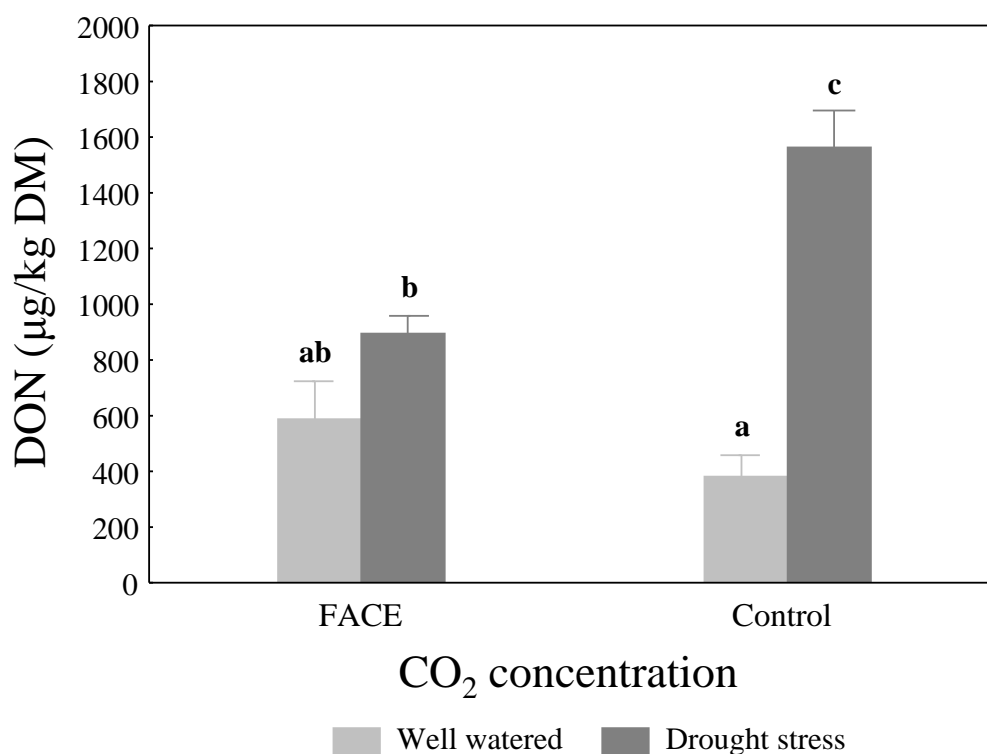 DON (µg/kg DM)
2000
1800
1600
1400
1200
1000
800
600
400
200
0
ab
b
a
c
FACE Control
CO₂ concentration
Well watered Drought stress